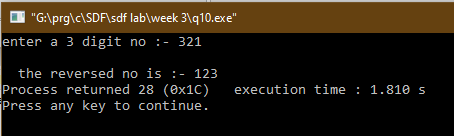 "G:\prg\c\SDF\sdf lab\week 3\q10.exe"
enter a 3 digit no :- 321
the reversed no is :- 123
Process returned 28 (0x1C)   execution time : 1.810 s
Press any key to continue.